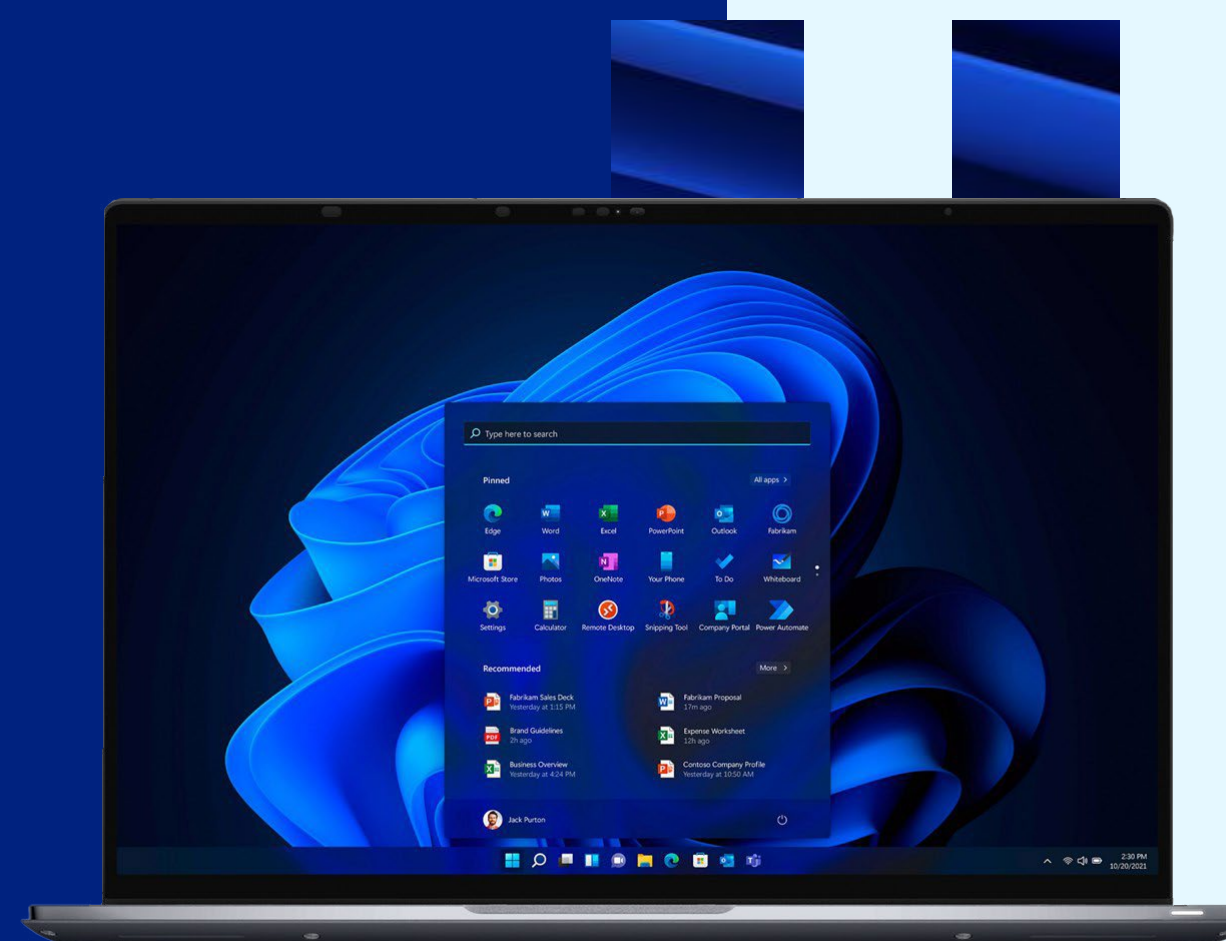 Type here to search
Pinned
All apps >
Edge
Word
Excel
PowerPoint
Outlook
Fabrikam
Microsoft Store
Photos
OneNote
Your Phone
To Do
Whiteboard
Settings
Calculator
Remote Desktop
Snipping Tool
Company Portal
Power Automate
Recommended
More >
Fabrikam Sales Deck
Yesterday at 1:15 PM
Fabrikam Proposal
17m ago
Brand Guidelines
2h ago
Expense Worksheet
12h ago
Business Overview
Yesterday at 4:24 PM
Contoso Company Profile
Yesterday at 10:50 AM
Jack Purton
2:30 PM
10/20/2021